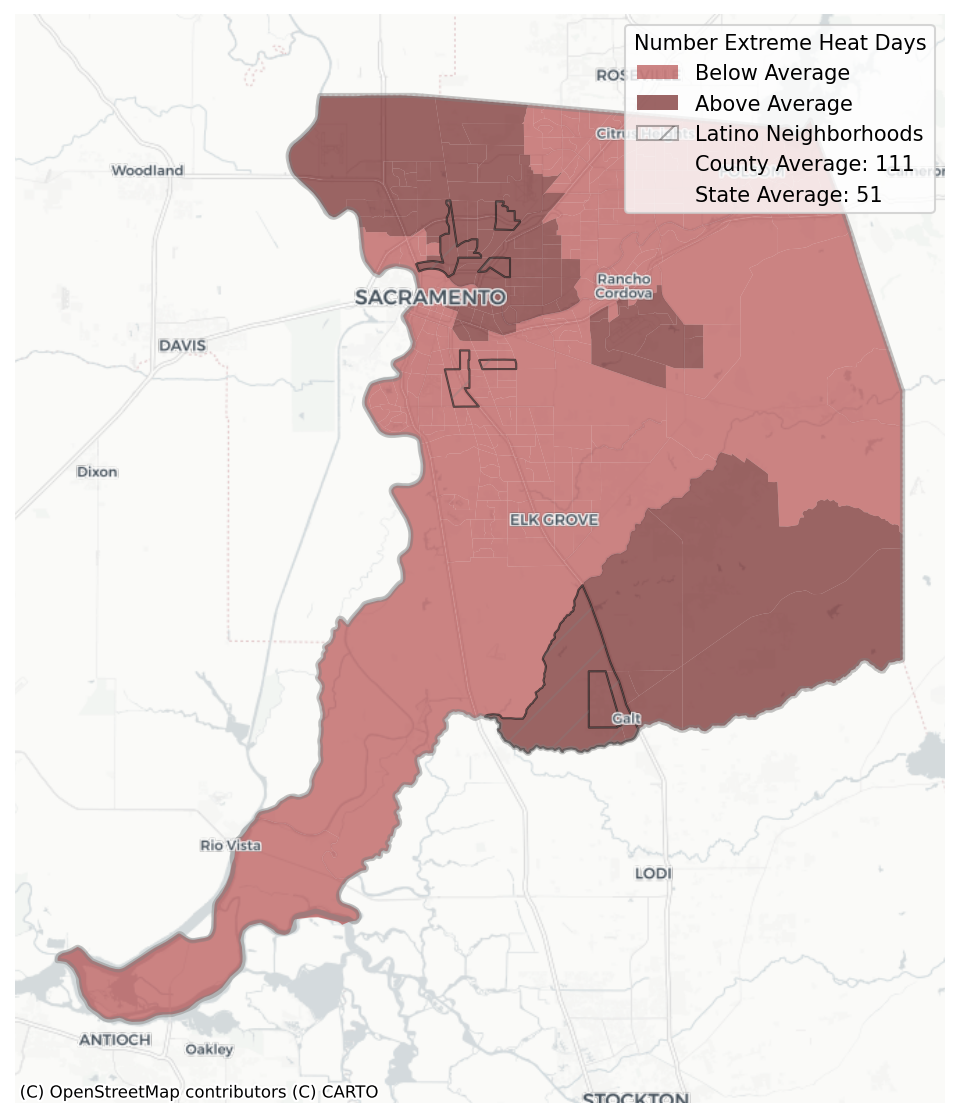 Number Extreme Heat Days
Below Average
Above Average
Latino Neighborhoods
County Average: 111
State Average: 51
ROSEVILLE
Citrus Heights
FOLSOM
Woodland
Rancho
Cordova
SACRAMENTO
DAVIS
Dixon
ELK GROVE
Galt
Rio Vista
LODI
ANTIOCH
Oakley
STOCKTON
(C) OpenStreetMap contributors (C) CARTO